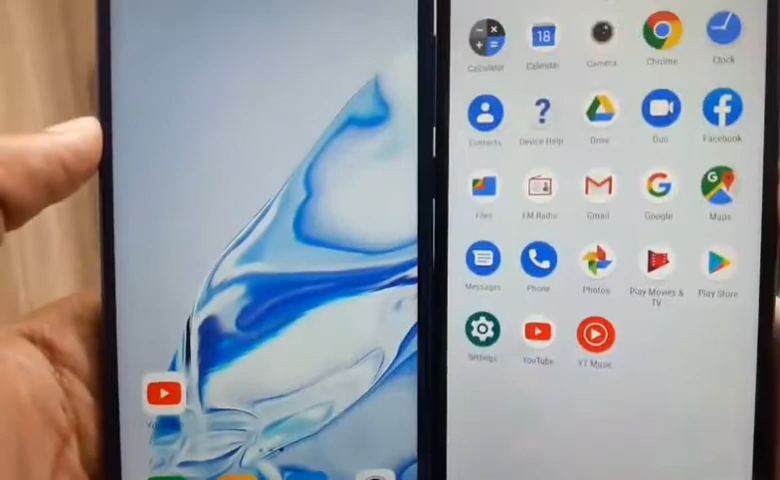 Calculator
18
Calendar
Camera
Chrome
Clock
Contacts
Device Help
Drive
Duo
Facebook
Files
FM Radio
Gmail
Google
Maps
Messages
Phone
Photos
Play Movies &
TV
Play Store
Settings
YouTube
YT Music